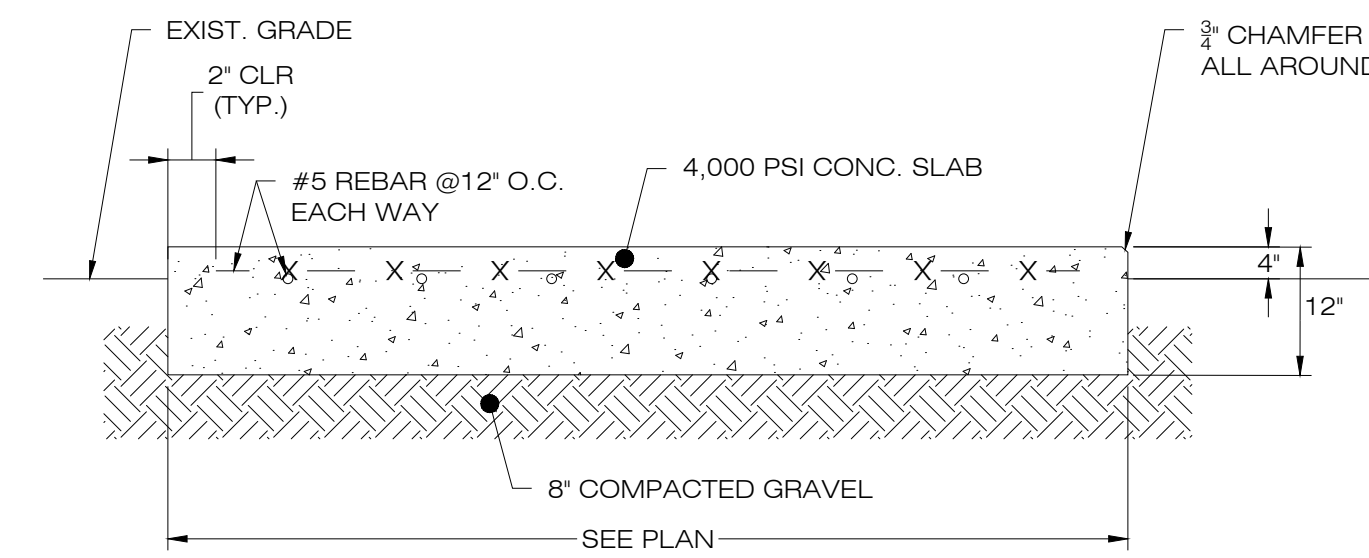 EXIST. GRADE
2" CLR
(TYP.)
#5 REBAR @12" O.C.
EACH WAY
4,000 PSI CONC. SLAB
¾" CHAMFER
ALL AROUND
X X X X X X X X
4"
12"
8" COMPACTED GRAVEL
SEE PLAN